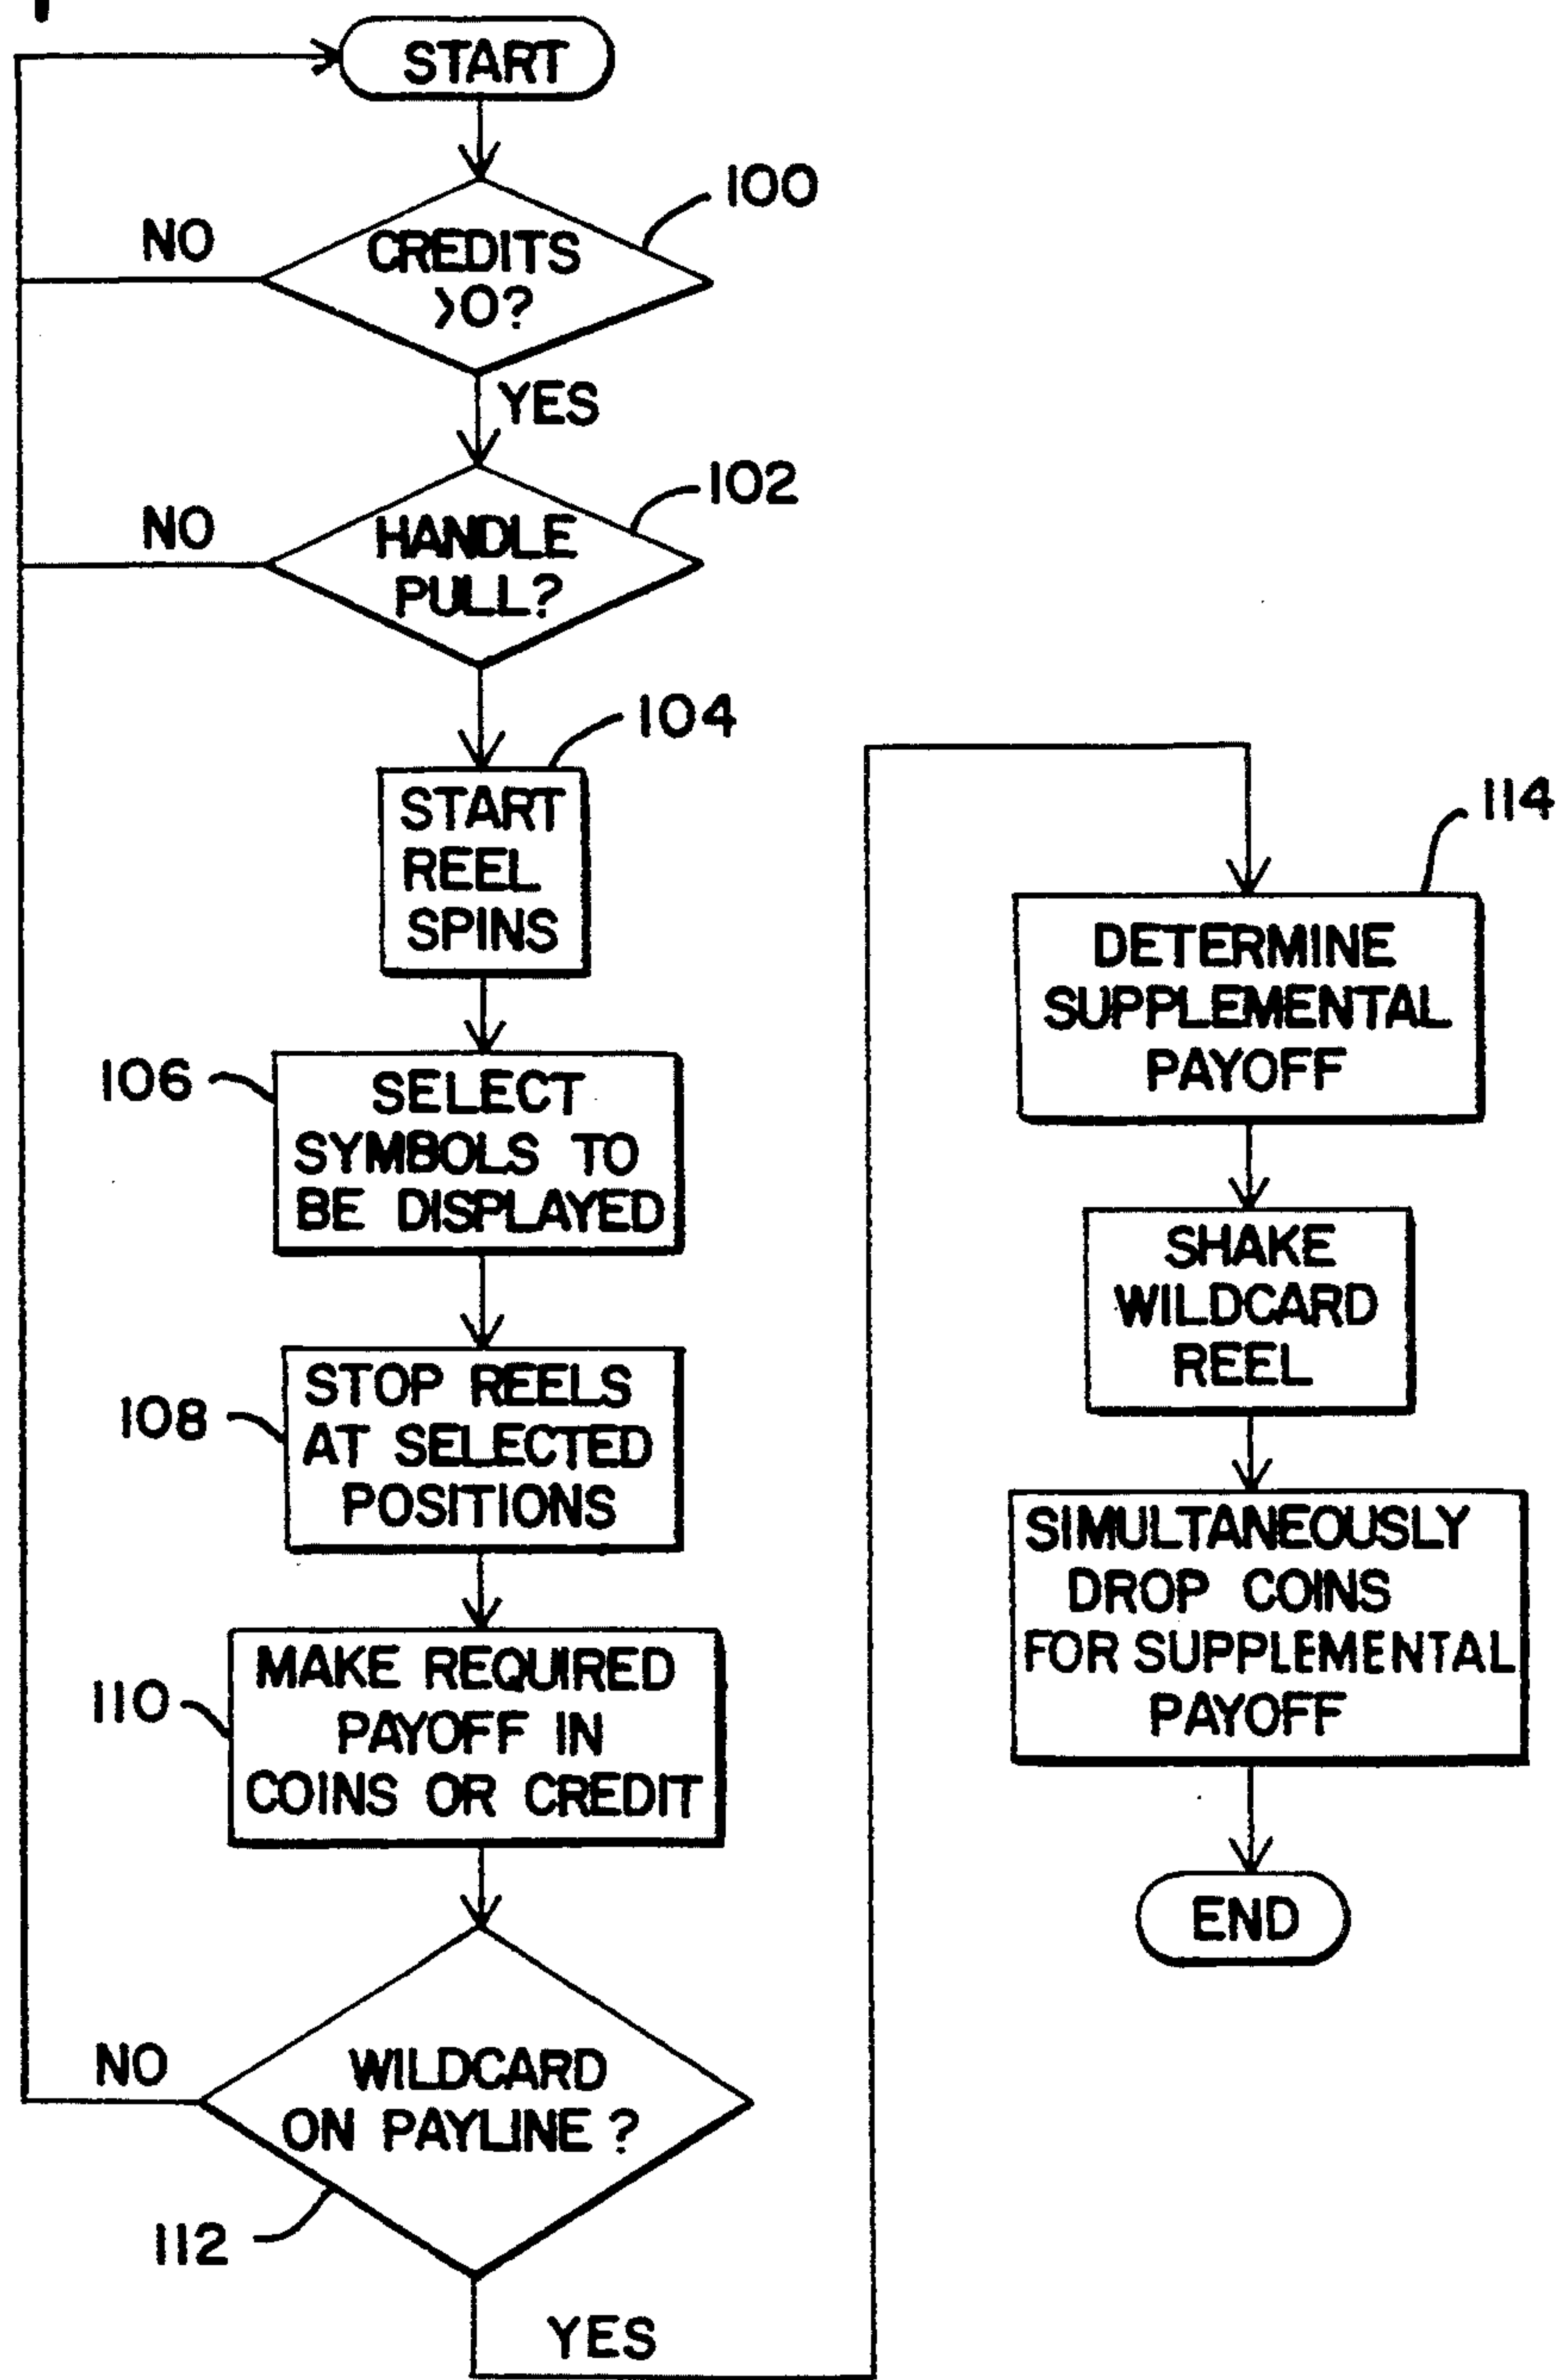 START
100
NO
CREDITS
>0?
YES
102
NO
HANDLE
PULL?
104
START
REEL
SPINS
106
SELECT
SYMBOLS TO
BE DISPLAYED
108
STOP REELS
AT SELECTED
POSITIONS
110
MAKE REQUIRED
PAYOFF IN
COINS OR CREDIT
NO
WILDCARD
ON PAYLINE ?
112
YES
114
DETERMINE
SUPPLEMENTAL
PAYOFF
SHAKE
WILDCARD
REEL
SIMULTANEOUSLY
DROP COINS
FOR SUPPLEMENTAL
PAYOFF
END